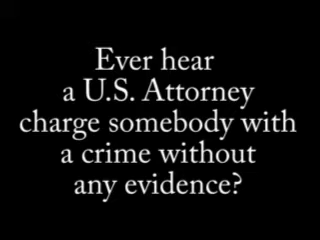 Ever hear
a U.S. Attorney
charge somebody with
a crime without
any evidence?